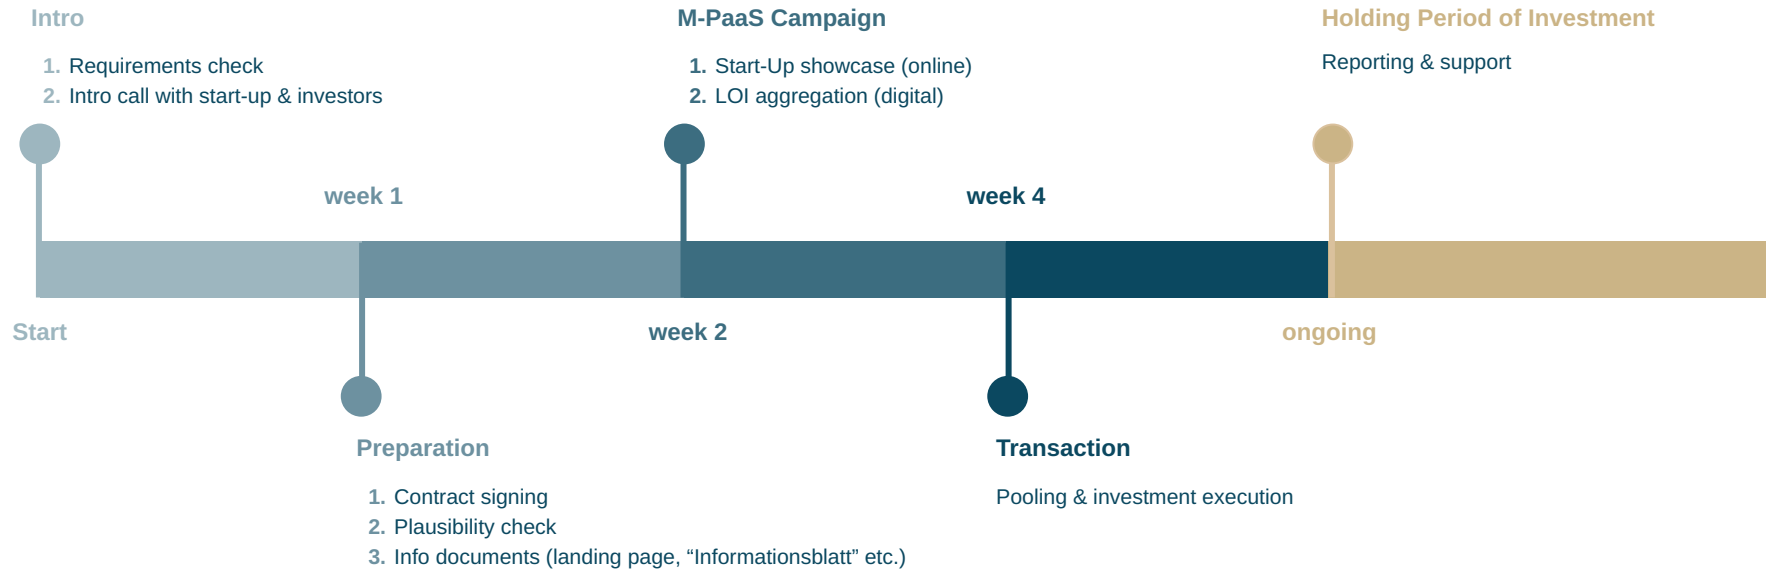 Intro
1. Requirements check
2. Intro call with start-up & investors
M-PaaS Campaign
1. Start-Up showcase (online)
2. LOI aggregation (digital)
Holding Period of Investment
Reporting & support
week 1
week 4
Start
week 2
ongoing
Preparation
1. Contract signing
2. Plausibility check
3. Info documents (landing page, “Informationsblatt” etc.)
Transaction
Pooling & investment execution